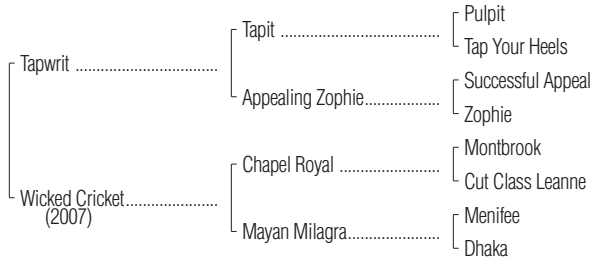 Pulpit
Tapit ..............................
Tap Your Heels
Tapwrit ...........................
Successful Appeal
Appealing Zophie................
Zophie
Montbrook
Chapel Royal ....................
Cut Class Leanne
Wicked Cricket.................
(2007)
Menifee
Mayan Milagra...................
Dhaka